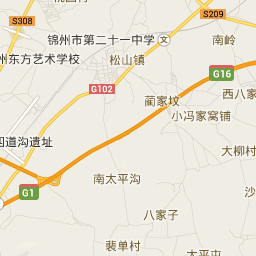 S308
S209
锦州市第二十一中学
文
南岭
州东方艺术学校
松山镇
G16
G102
西八家
蔺家坟
小冯家窝铺
四道沟遗址
大柳村
G1
南太平沟
沙
八家子
裴单村
太平屯